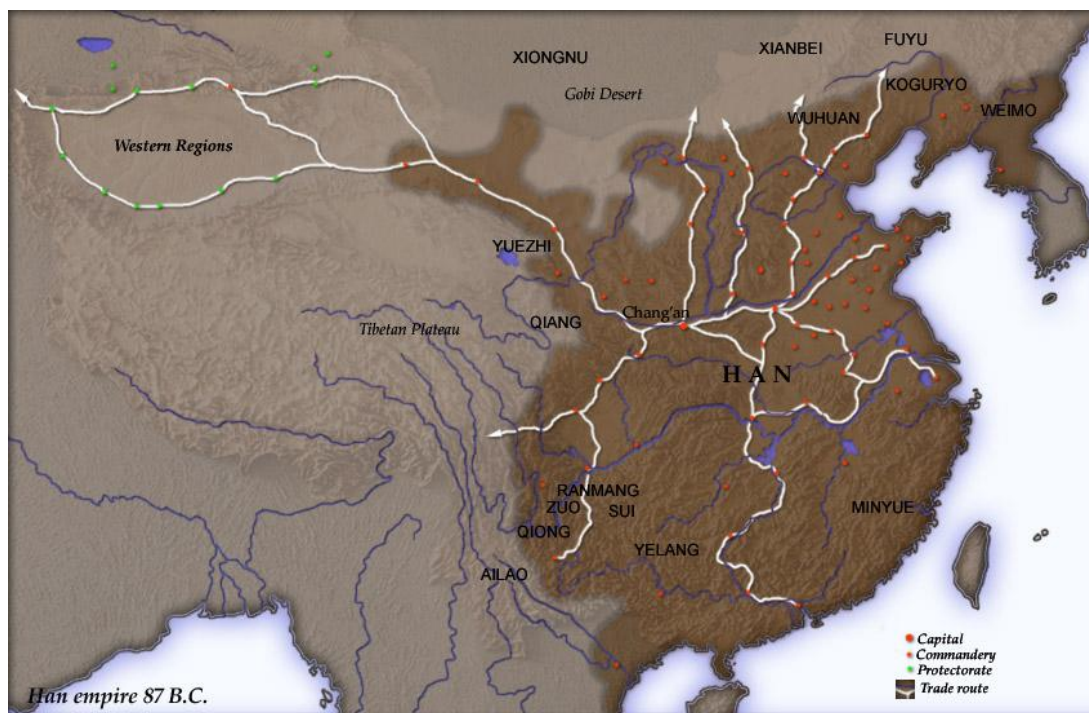 FUYU
XIANBEI
XIONGNU
KOGURYO
Gobi Desert
WEIMO
WUHUAN
Western Regions
YUEZHI
Chang'an
QIANG
Tibetan Plateau
HAN
RANMANG
ZUO
SUI
MINYUE
QIONG
YELANG
AILAO
Capital
Commandery
Protectorate
Trade route
Han empire 87 B.C.